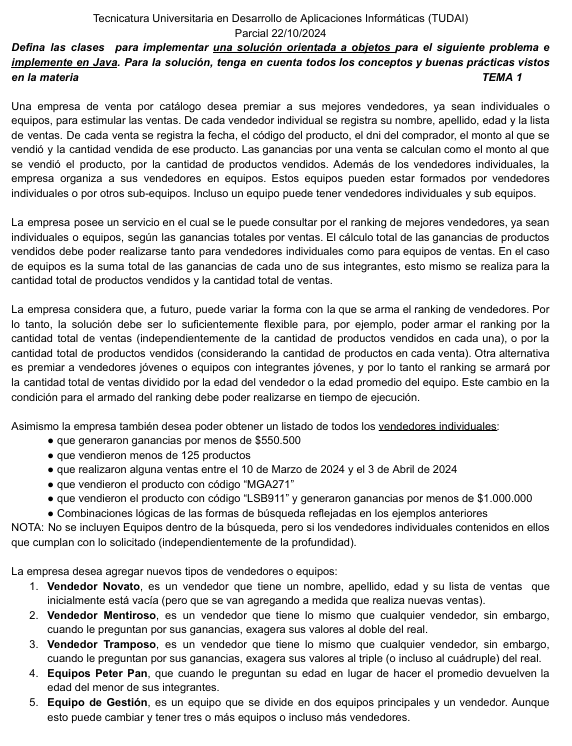 Tecnicatura Universitaria en Desarrollo de Aplicaciones Informáticas (TUDAI)
Parcial 22/10/2024
Defina las clases para implementar una solución orientada a objetos para el siguiente problema e
implemente en Java. Para la solución, tenga en cuenta todos los conceptos y buenas prácticas vistos
en la materia TEMA 1
Una empresa de venta por catálogo desea premiar a sus mejores vendedores, ya sean individuales o
equipos, para estimular las ventas. De cada vendedor individual se registra su nombre, apellido, edad y la lista
de ventas. De cada venta se registra la fecha, el código del producto, el dni del comprador, el monto al que se
vendió y la cantidad vendida de ese producto. Las ganancias por una venta se calculan como el monto al que
se vendió el producto, por la cantidad de productos vendidos. Además de los vendedores individuales, la
empresa organiza a sus vendedores en equipos. Estos equipos pueden estar formados por vendedores
individuales o por otros sub-equipos. Incluso un equipo puede tener vendedores individuales y sub equipos.
La empresa posee un servicio en el cual se le puede consultar por el ranking de mejores vendedores, ya sean
individuales o equipos, según las ganancias totales por ventas. El cálculo total de las ganancias de productos
vendidos debe poder realizarse tanto para vendedores individuales como para equipos de ventas. En el caso
de equipos es la suma total de las ganancias de cada uno de sus integrantes, esto mismo se realiza para la
cantidad total de productos vendidos y la cantidad total de ventas.
La empresa considera que, a futuro, puede variar la forma con la que se arma el ranking de vendedores. Por
lo tanto, la solución debe ser lo suficientemente flexible para, por ejemplo, poder armar el ranking por la
cantidad total de ventas (independientemente de la cantidad de productos vendidos en cada una), o por la
cantidad total de productos vendidos (considerando la cantidad de productos en cada venta). Otra alternativa
es premiar a vendedores jóvenes o equipos con integrantes jóvenes, y por lo tanto el ranking se armará por
la cantidad total de ventas dividido por la edad del vendedor o la edad promedio del equipo. Este cambio en la
condición para el armado del ranking debe poder realizarse en tiempo de ejecución.
Asimismo la empresa también desea poder obtener un listado de todos los vendedores individuales:
● que generaron ganancias por menos de $550.500
● que vendieron menos de 125 productos
● que realizaron alguna ventas entre el 10 de Marzo de 2024 y el 3 de Abril de 2024
● que vendieron el producto con código “MGA271”
● que vendieron el producto con código “LSB911” y generaron ganancias por menos de $1.000.000
● Combinaciones lógicas de las formas de búsqueda reflejadas en los ejemplos anteriores
NOTA: No se incluyen Equipos dentro de la búsqueda, pero si los vendedores individuales contenidos en ellos
que cumplan con lo solicitado (independientemente de la profundidad).
La empresa desea agregar nuevos tipos de vendedores o equipos:
1. Vendedor Novato, es un vendedor que tiene un nombre, apellido, edad y su lista de ventas que
inicialmente está vacía (pero que se van agregando a medida que realiza nuevas ventas).
2. Vendedor Mentiroso, es un vendedor que tiene lo mismo que cualquier vendedor, sin embargo,
cuando le preguntan por sus ganancias, exagera sus valores al doble del real.
3. Vendedor Tramposo, es un vendedor que tiene lo mismo que cualquier vendedor, sin embargo,
cuando le preguntan por sus ganancias, exagera sus valores al triple (o incluso al cuádruple) del real.
4. Equipos Peter Pan, que cuando le preguntan su edad en lugar de hacer el promedio devuelven la
edad del menor de sus integrantes.
5. Equipo de Gestión, es un equipo que se divide en dos equipos principales y un vendedor. Aunque
esto puede cambiar y tener tres o más equipos o incluso más vendedores.